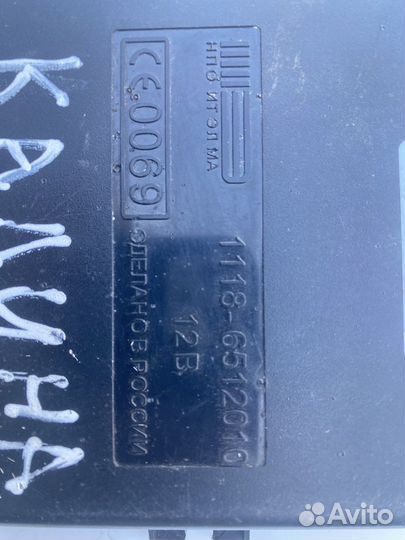 КАЛИНА
НПО ИТЭЛМА
CE 0069
1118-6512010
12В
СДЕЛАНО В РОССИИ
Avito